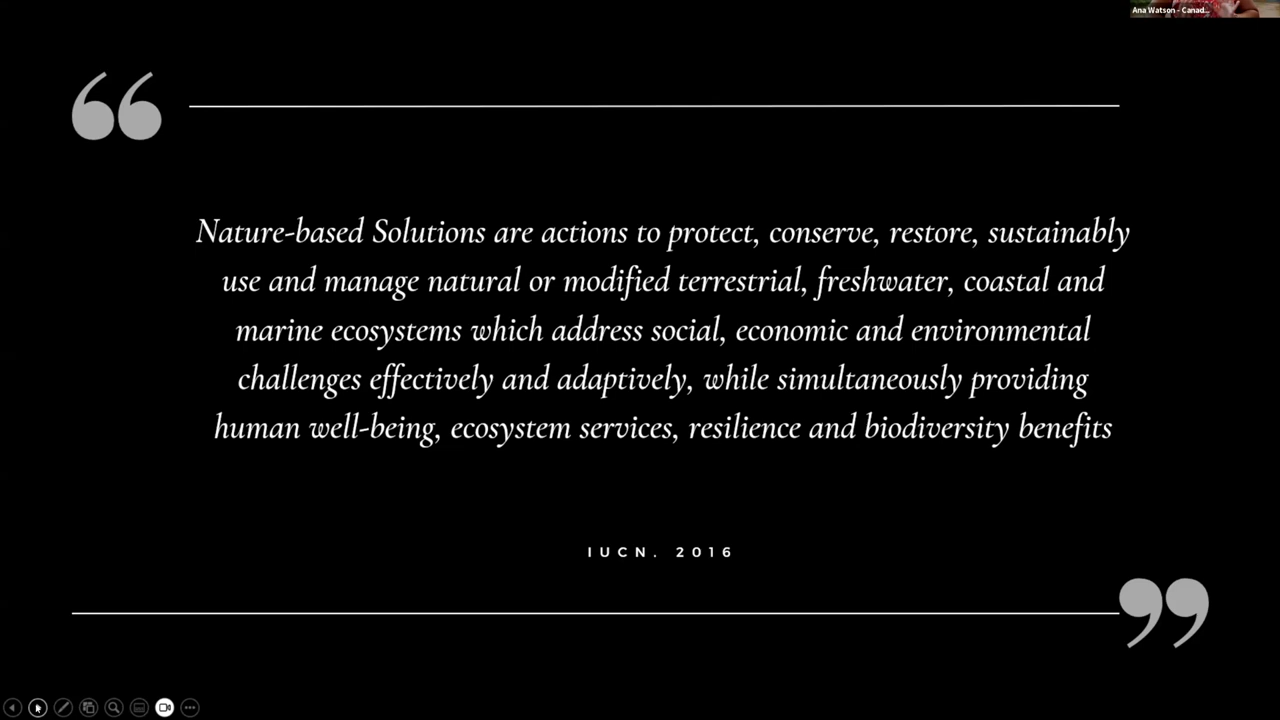 Ana Watson - Canad...
“
Nature-based Solutions are actions to protect, conserve, restore, sustainably
use and manage natural or modified terrestrial, freshwater, coastal and
marine ecosystems which address social, economic and environmental
challenges effectively and adaptively, while simultaneously providing
human well-being, ecosystem services, resilience and biodiversity benefits
IUCN. 2016
”